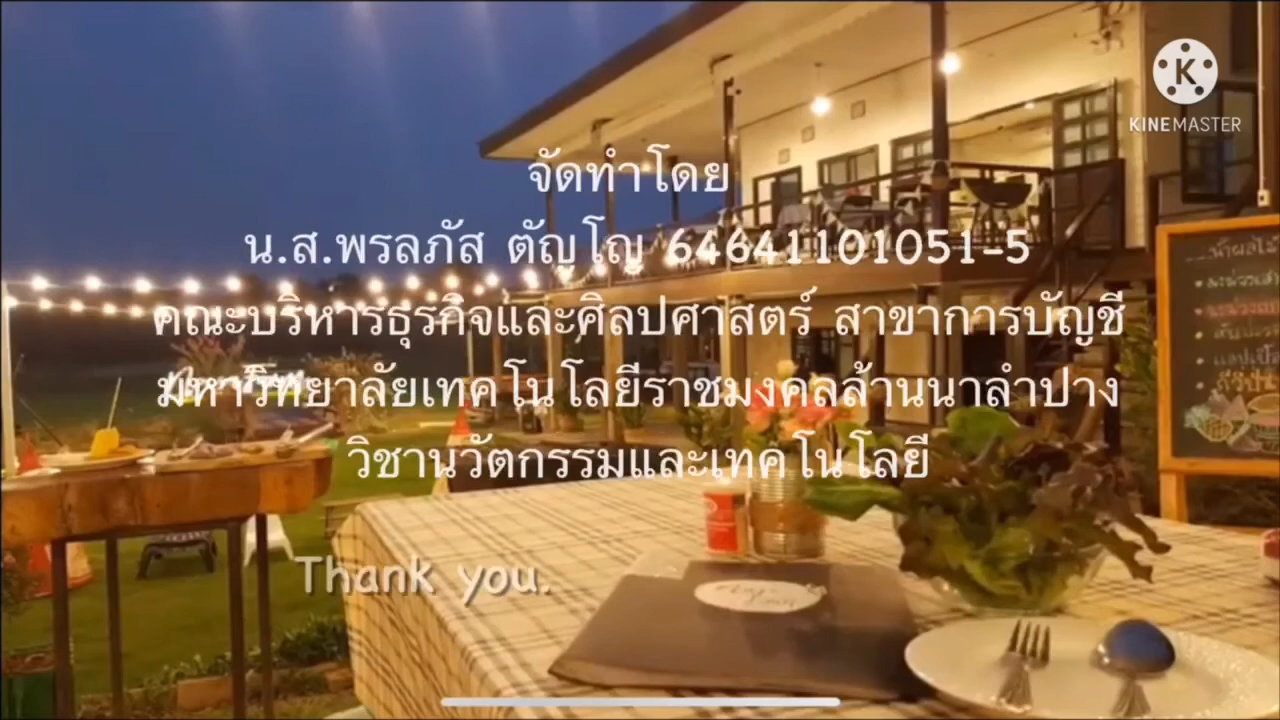 จัดทำโดย
น.ส.พรลภัส ตัญโญ 64641101051-5
คณะบริหารธุรกิจและศิลปศาสตร์ สาขาการบัญชี
มหาวิทยาลัยเทคโนโลยีราชมงคลล้านนาลำปาง
วิชานวัตกรรมและเทคโนโลยี
Thank you.
KINEMASTER